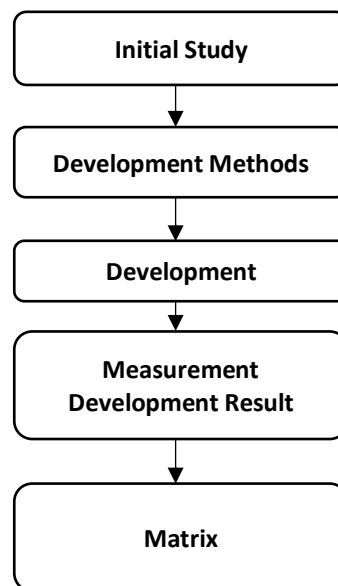 Initial Study
Development Methods
Development
Measurement
Development Result
Matrix